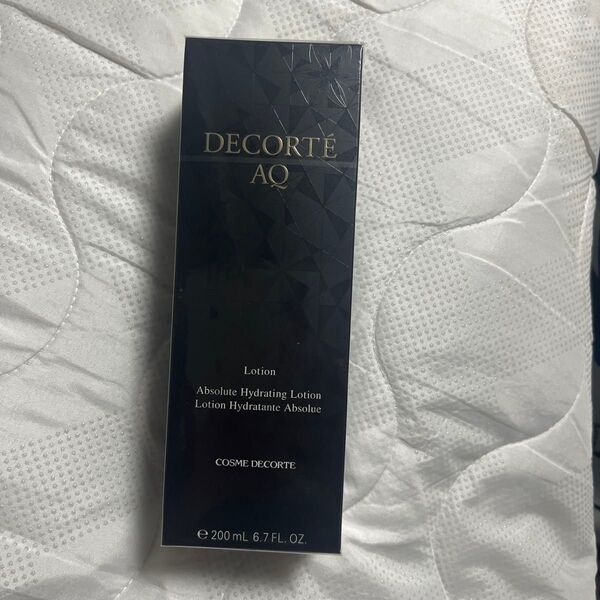 DECORTÉ
AQ
Lotion
Absolute Hydrating Lotion
Lotion Hydratante Absolue
COSME DECORTE
℮ 200 mL 6.7 FL. OZ.